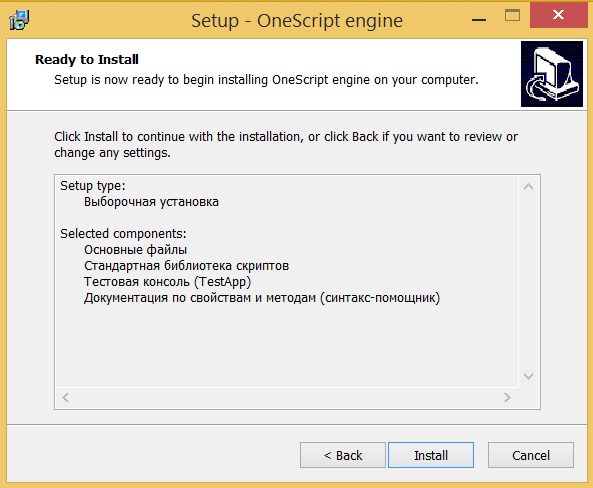 Setup - OneScript engine
Ready to Install
Setup is now ready to begin installing OneScript engine on your computer.
Click Install to continue with the installation, or click Back if you want to review or
change any settings.
Setup type:
Выборочная установка
Selected components:
Основные файлы
Стандартная библиотека скриптов
Тестовая консоль (TestApp)
Документация по свойствам и методам (синтакс-помощник)
< Back
Install
Cancel